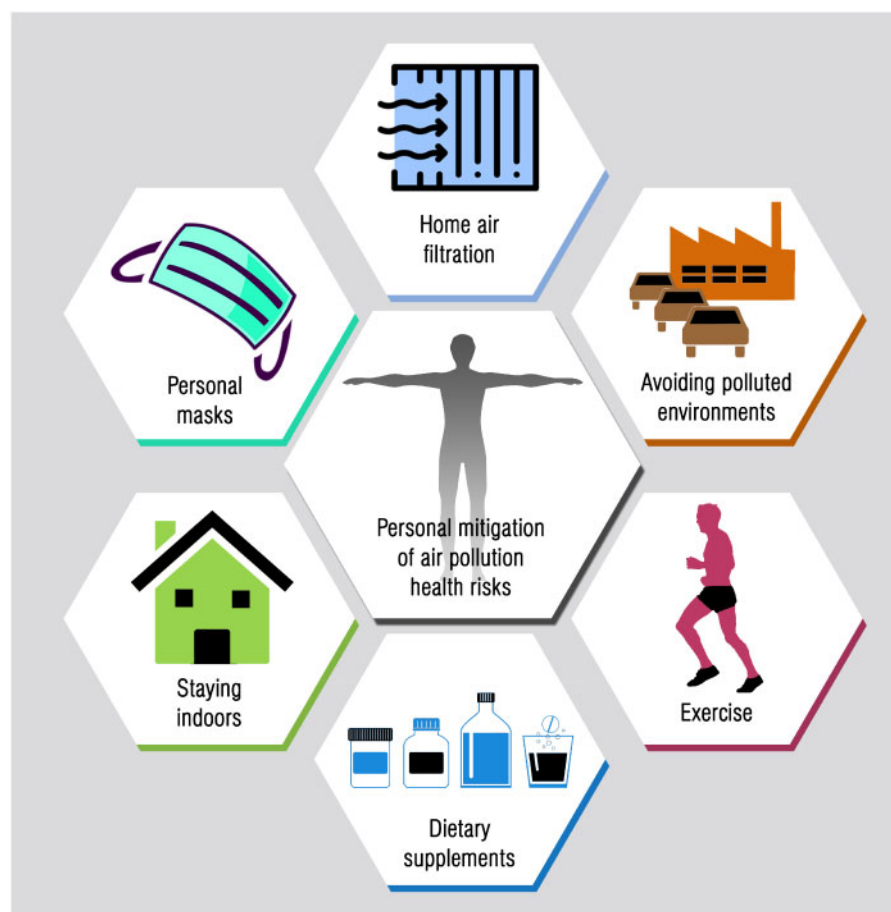 Home air
filtration
Personal
masks
Avoiding polluted
environments
Personal mitigation
of air pollution
health risks
Staying
indoors
Exercise
Dietary
supplements